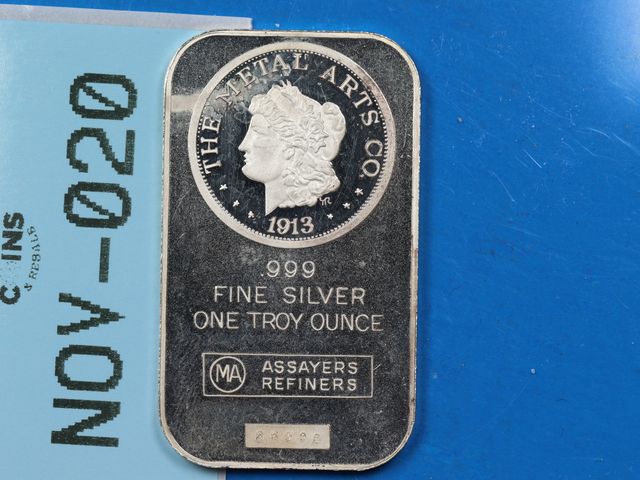 THE METAL ARTS CO.
1913
.999
FINE SILVER
ONE TROY OUNCE
MA
ASSAYERS
REFINERS
NOV-020